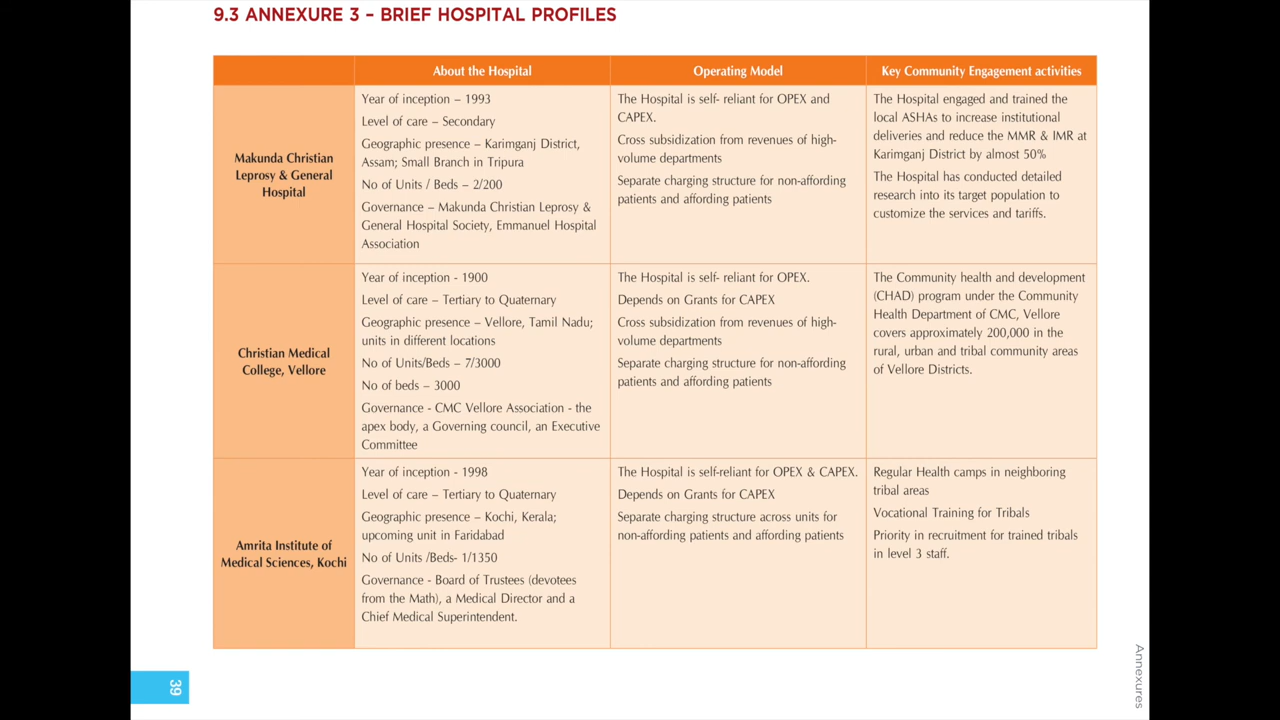 9.3 ANNEXURE 3 – BRIEF HOSPITAL PROFILES
About the Hospital
Operating Model
Key Community Engagement activities
Makunda Christian
Leprosy & General
Hospital
Year of inception – 1993
Level of care – Secondary
Geographic presence – Karimganj District,
Assam; Small Branch in Tripura
No of Units / Beds – 2/200
Governance – Makunda Christian Leprosy &
General Hospital Society, Emmanuel Hospital
Association
The Hospital is self- reliant for OPEX and
CAPEX.
Cross subsidization from revenues of high-
volume departments
Separate charging structure for non-affording
patients and affording patients
The Hospital engaged and trained the
local ASHAs to increase institutional
deliveries and reduce the MMR & IMR at
Karimganj District by almost 50%
The Hospital has conducted detailed
research into its target population to
customize the services and tariffs.
Christian Medical
College, Vellore
Year of inception - 1900
Level of care – Tertiary to Quaternary
Geographic presence – Vellore, Tamil Nadu;
units in different locations
No of Units/Beds – 7/3000
No of beds – 3000
Governance - CMC Vellore Association - the
apex body, a Governing council, an Executive
Committee
The Hospital is self- reliant for OPEX.
Depends on Grants for CAPEX
Cross subsidization from revenues of high-
volume departments
Separate charging structure for non-affording
patients and affording patients
The Community health and development
(CHAD) program under the Community
Health Department of CMC, Vellore
covers approximately 200,000 in the
rural, urban and tribal community areas
of Vellore Districts.
Amrita Institute of
Medical Sciences, Kochi
Year of inception - 1998
Level of care – Tertiary to Quaternary
Geographic presence – Kochi, Kerala;
upcoming unit in Faridabad
No of Units /Beds- 1/1350
Governance - Board of Trustees (devotees
from the Math), a Medical Director and a
Chief Medical Superintendent.
The Hospital is self-reliant for OPEX & CAPEX.
Depends on Grants for CAPEX
Separate charging structure across units for
non-affording patients and affording patients
Regular Health camps in neighboring
tribal areas
Vocational Training for Tribals
Priority in recruitment for trained tribals
in level 3 staff.
Annexures
39